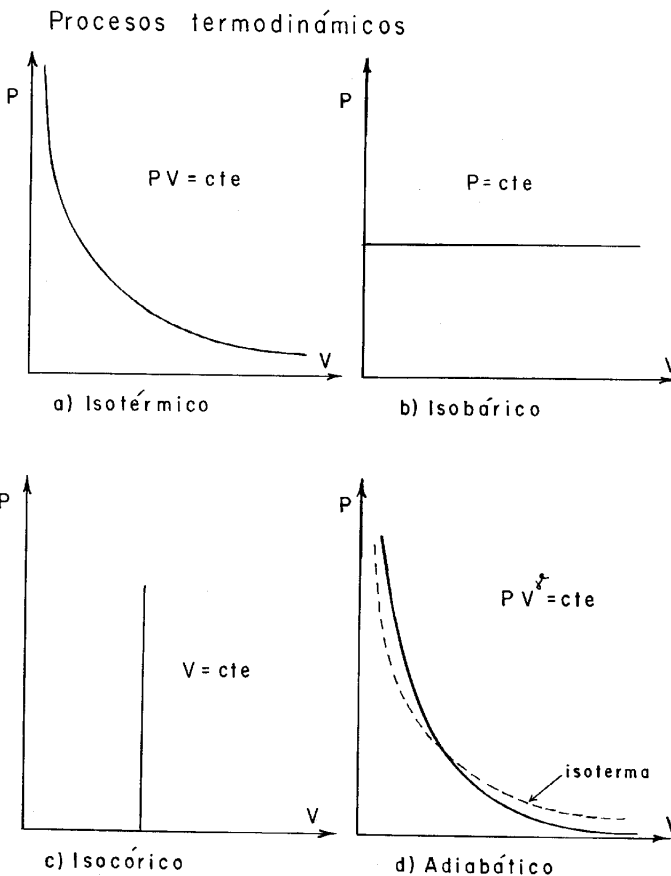 Procesos termodinámicos
P
PV = cte
V
a) Isotérmico
P
P = cte
V
b) Isobárico
P
V = cte
V
c) Isocórico
P
PV^γ = cte
isoterma
V
d) Adiabático